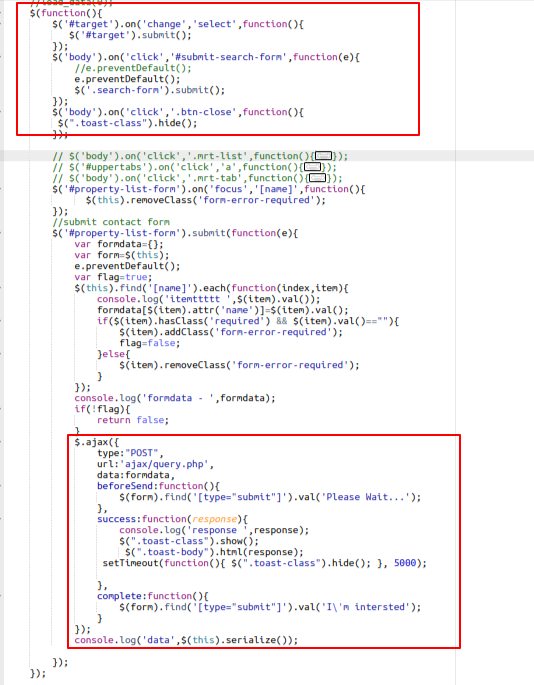 //load_data(0);
$(function(){
$('#target').on('change','select',function(){
$('#target').submit();
});
$('body').on('click','#submit-search-form',function(e){
//e.preventDefault();
e.preventDefault();
$('.search-form').submit();
});
$('body').on('click','.btn-close',function(){
$(".toast-class").hide();
});
// $('body').on('click','.mrt-list',function(){...});
// $('#uppertabs').on('click','a',function(){...});
// $('body').on('click','.mrt-tab',function(){...});
$('#property-list-form').on('focus','[name]',function(){
$(this).removeClass('form-error-required');
});
//submit contact form
$('#property-list-form').submit(function(e){
var formdata={};
var form=$(this);
e.preventDefault();
var flag=true;
$(this).find('[name]').each(function(index,item){
console.log('itemttttt ',$(item).val());
formdata[$(item).attr('name')]=$(item).val();
if($(item).hasClass('required') && $(item).val()==""){
$(item).addClass('form-error-required');
flag=false;
}else{
$(item).removeClass('form-error-required');
}
});
console.log('formdata - ',formdata);
if(!flag){
return false;
}
$.ajax({
type:"POST",
url:'ajax/query.php',
data:formdata,
beforeSend:function(){
$(form).find('[type="submit"]').val('Please Wait...');
},
success:function(response){
console.log('response ',response);
$(".toast-class").show();
$(".toast-body").html(response);
setTimeout(function(){ $(".toast-class").hide(); }, 5000);
},
complete:function(){
$(form).find('[type="submit"]').val('I\'m intersted');
}
});
console.log('data',$(this).serialize());
});
});